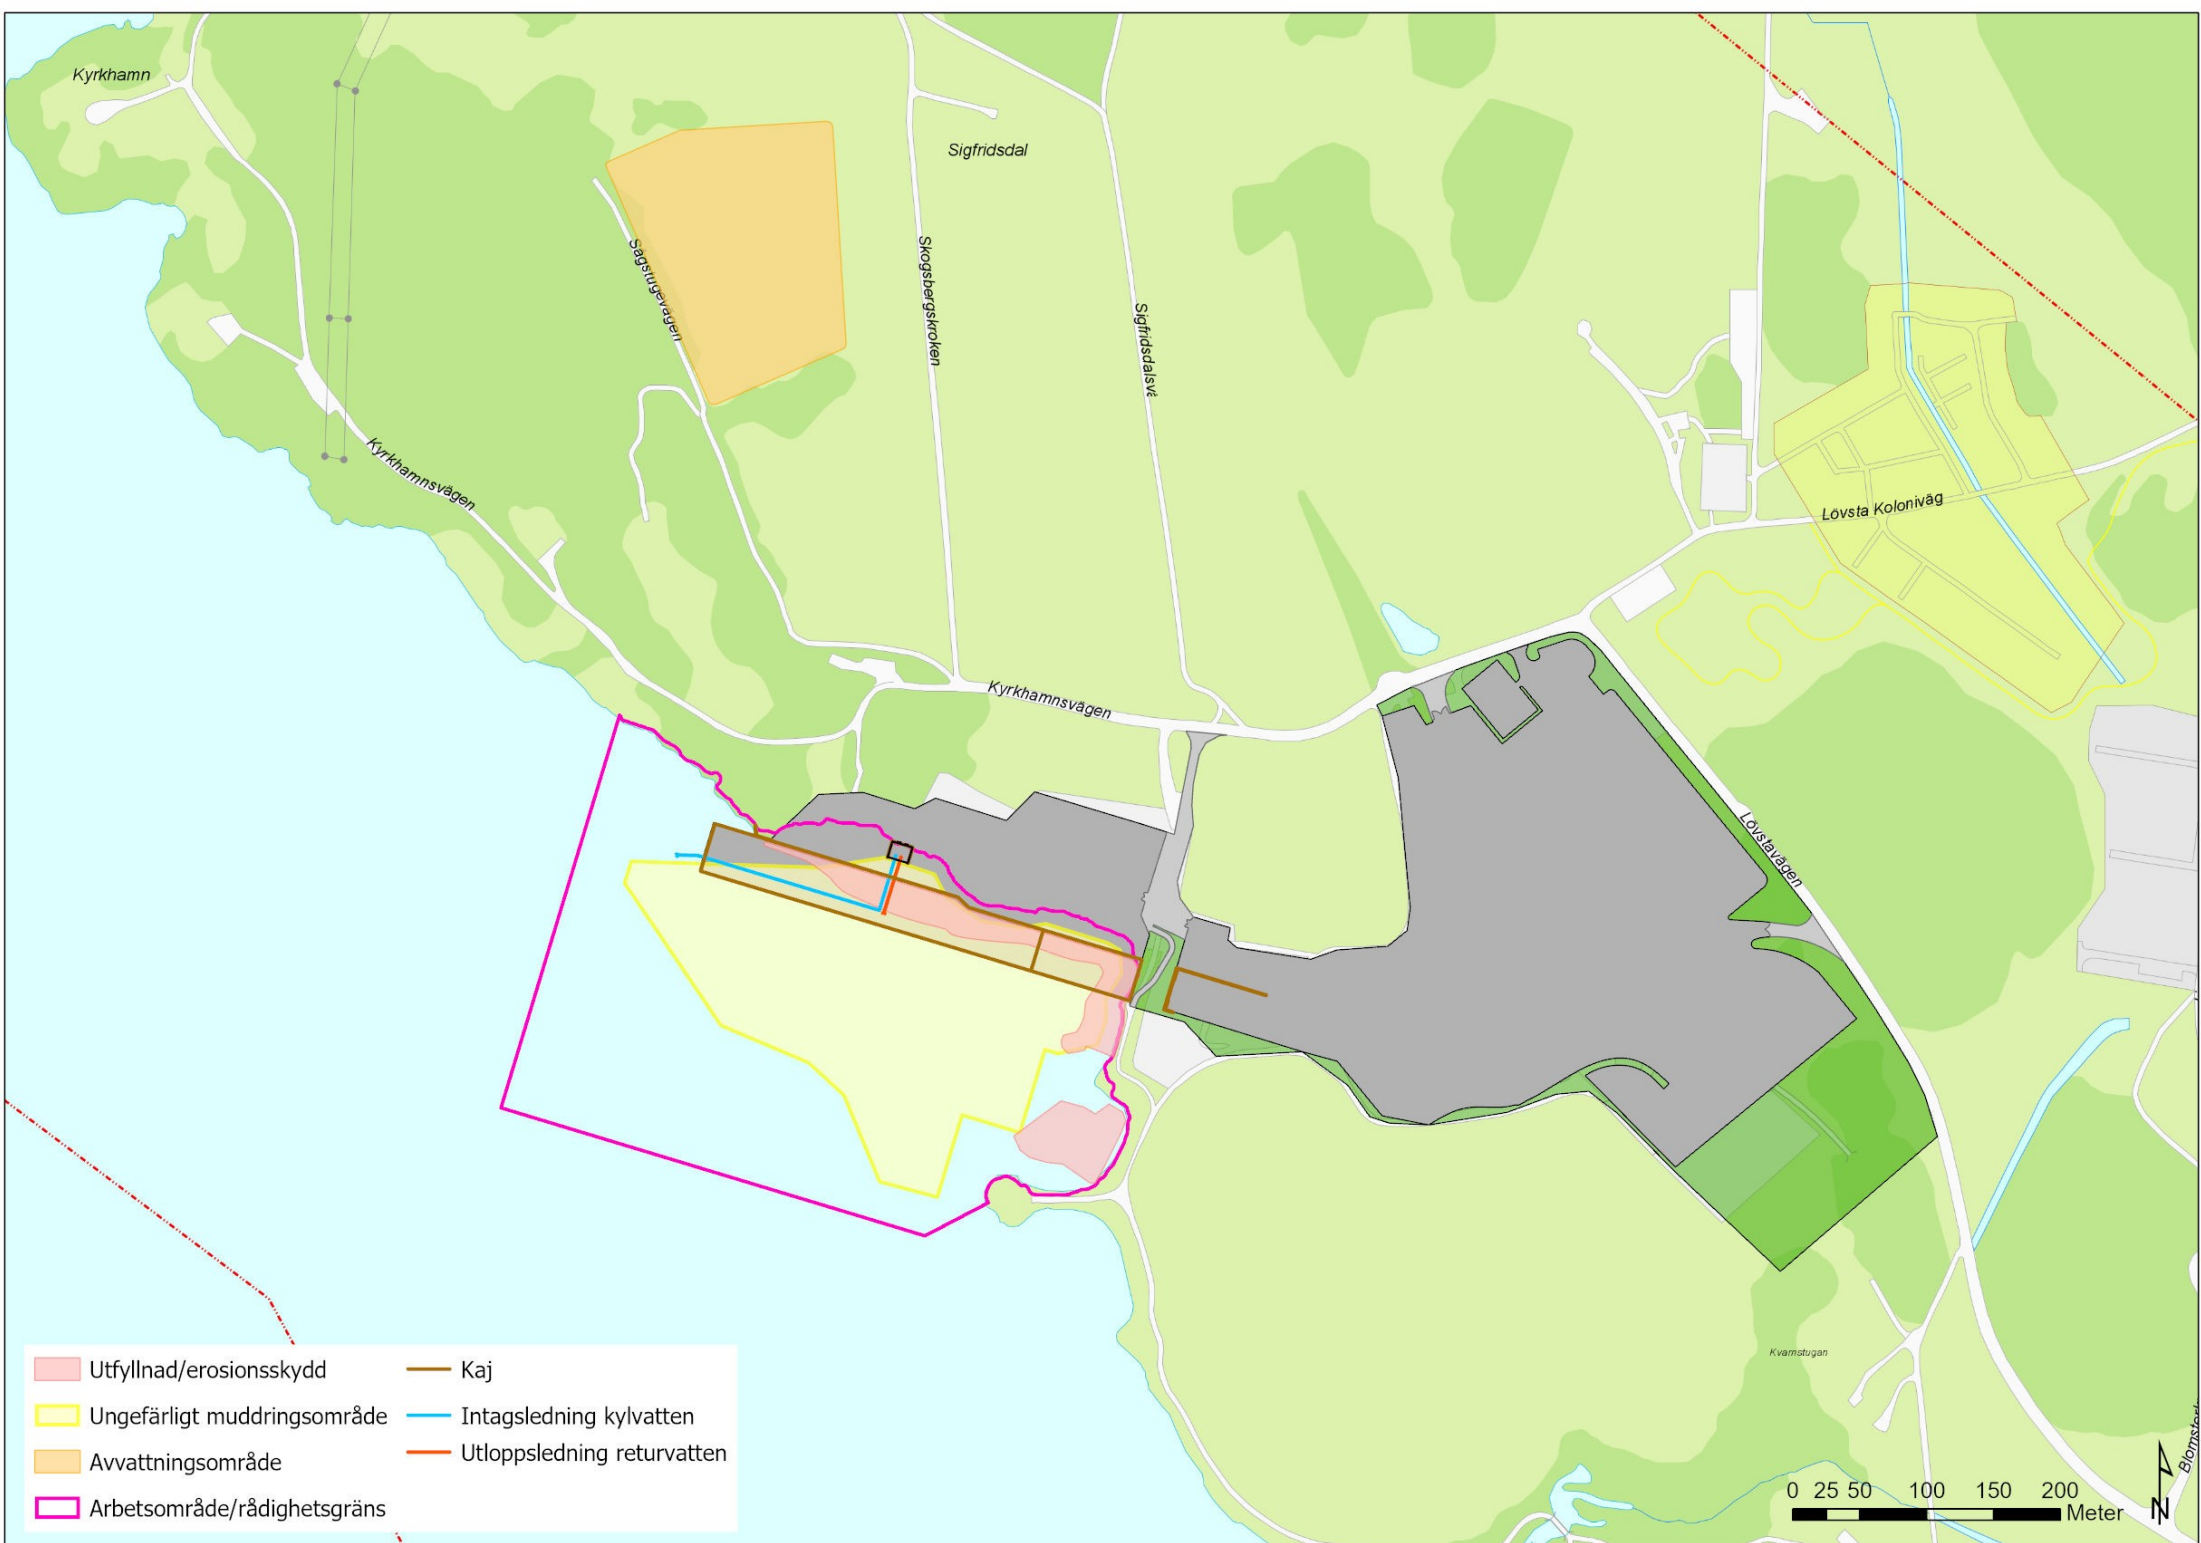 Kyrkhamn
Sigfridsdal
Sågstugevägen
Skogsbergskroken
Sigfridsdalsvä
Kyrkhamnsvägen
Lövsta Koloniväg
Kyrkhamnsvägen
Lövstavägen
Kvarnstugan
Utfyllnad/erosionsskydd
Ungefärligt muddringsområde
Avvattningsområde
Arbetsområde/rådighetsgräns
Kaj
Intagsledning kylvatten
Utloppsledning returvatten
0 25 50 100 150 200
Meter
N